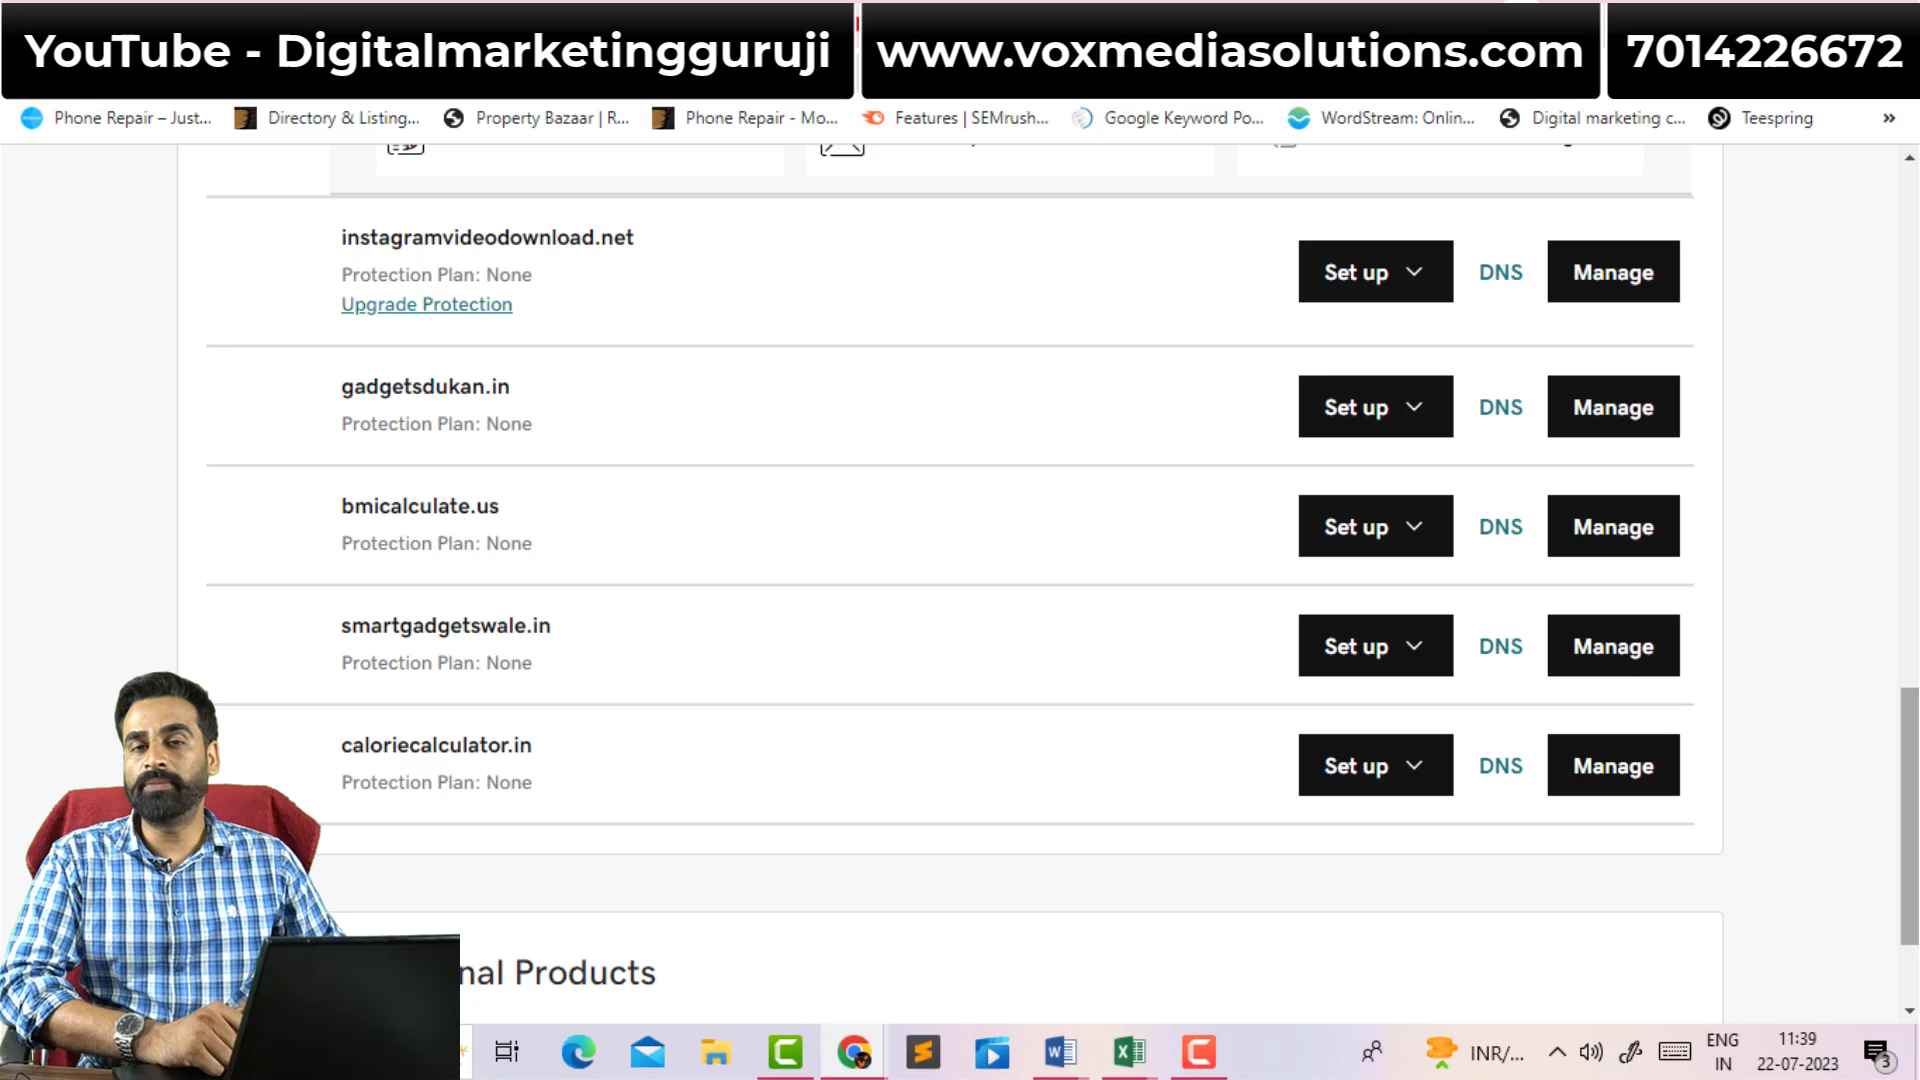 YouTube - Digitalmarketingguruji
www.voxmediasolutions.com
7014226672
Phone Repair – Just...
Directory & Listing...
Property Bazaar | R...
Phone Repair - Mo...
Features | SEMrush...
Google Keyword Po...
WordStream: Onlin...
Digital marketing c...
Teespring
»
instagramvideodownload.net
Protection Plan: None
Upgrade Protection
Set up
DNS
Manage
gadgetsdukan.in
Protection Plan: None
Set up
DNS
Manage
bmicalculate.us
Protection Plan: None
Set up
DNS
Manage
smartgadgetswale.in
Protection Plan: None
Set up
DNS
Manage
caloriecalculator.in
Protection Plan: None
Set up
DNS
Manage
nal Products
INR/...
ENG
IN
11:39
22-07-2023
3